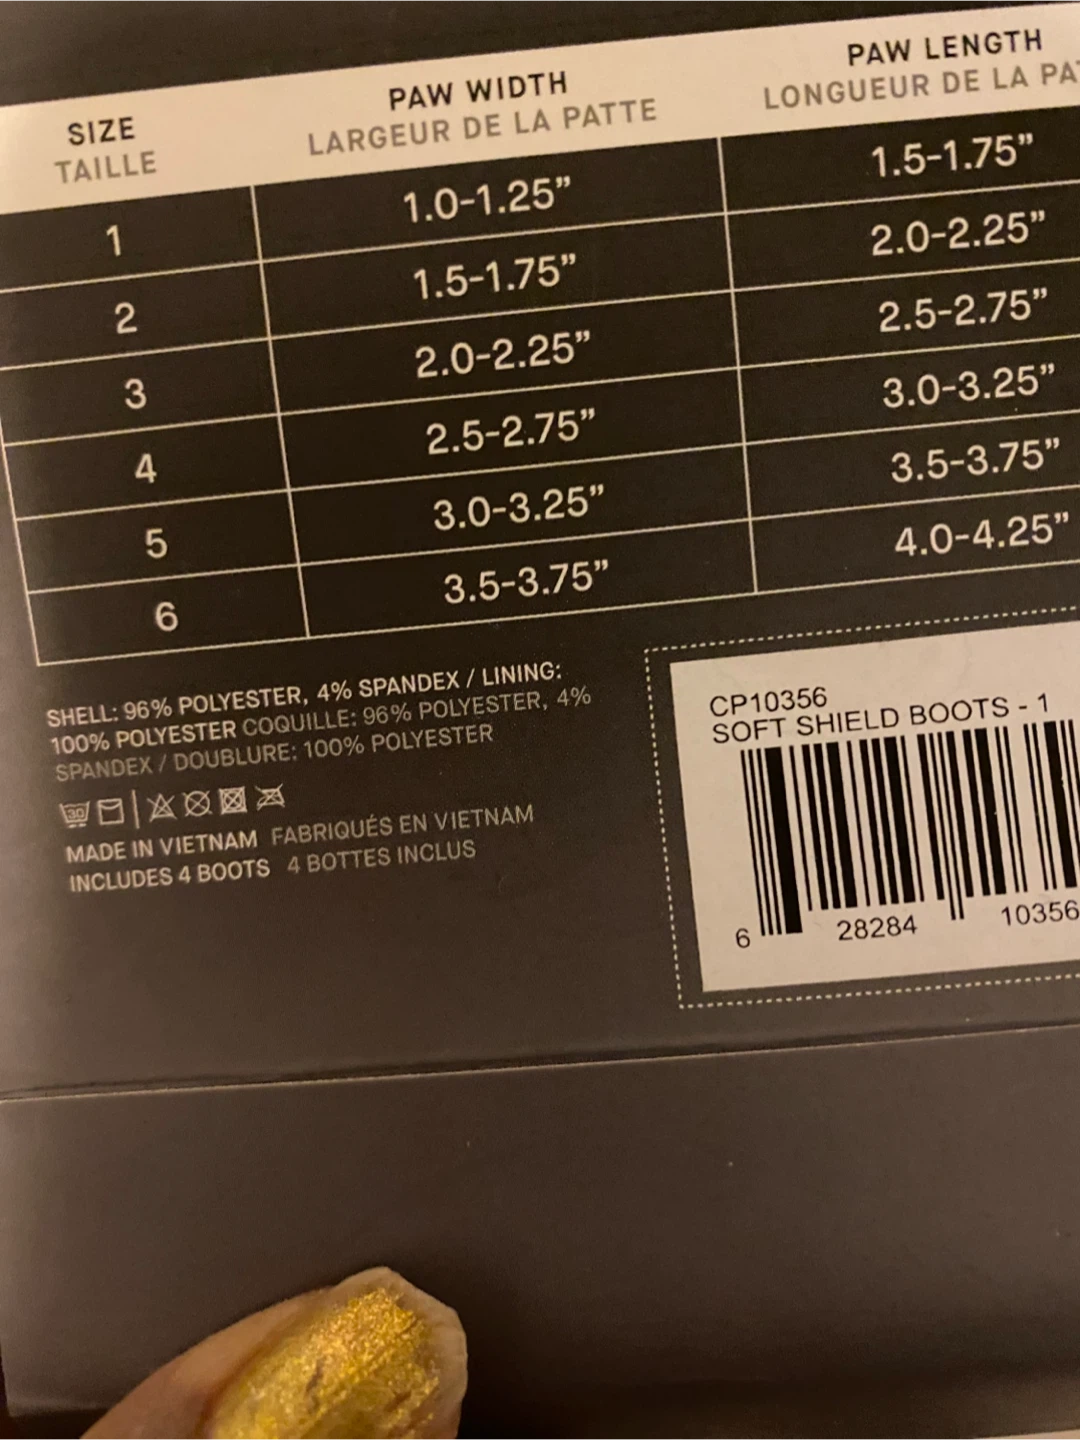 SIZE PAW WIDTH PAW LENGTH
TAILLE LARGEUR DE LA PATTE LONGUEUR DE LA
1 1.0-1.25” 1.5-1.75”
2 1.5-1.75” 2.0-2.25”
3 2.0-2.25” 2.5-2.75”
4 2.5-2.75” 3.0-3.25”
5 3.0-3.25” 3.5-3.75”
6 3.5-3.75” 4.0-4.25”
SHELL: 96% POLYESTER, 4% SPANDEX / LINING:
100% POLYESTER COQUILLE: 96% POLYESTER, 4%
SPANDEX / DOUBLURE: 100% POLYESTER
30
MADE IN VIETNAM FABRIQUÉS EN VIETNAM
INCLUDES 4 BOOTS 4 BOTTES INCLUS
CP10356
SOFT SHIELD BOOTS - 1
6 28284 10356